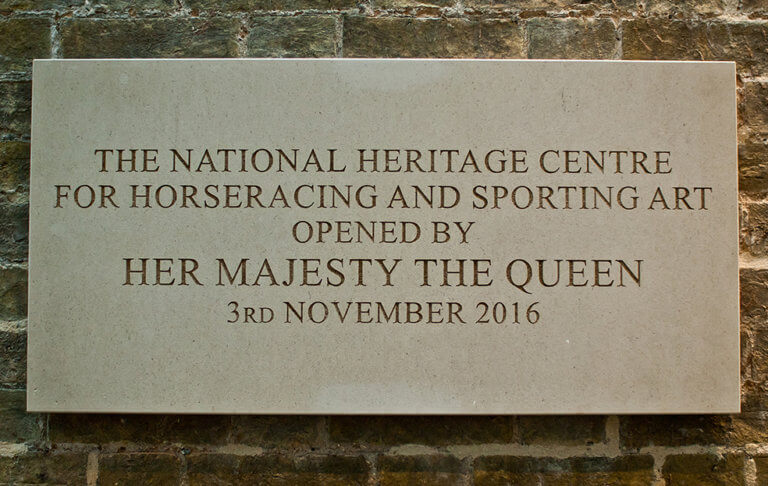 THE NATIONAL HERITAGE CENTRE
FOR HORSERACING AND SPORTING ART
OPENED BY
HER MAJESTY THE QUEEN
3RD NOVEMBER 2016